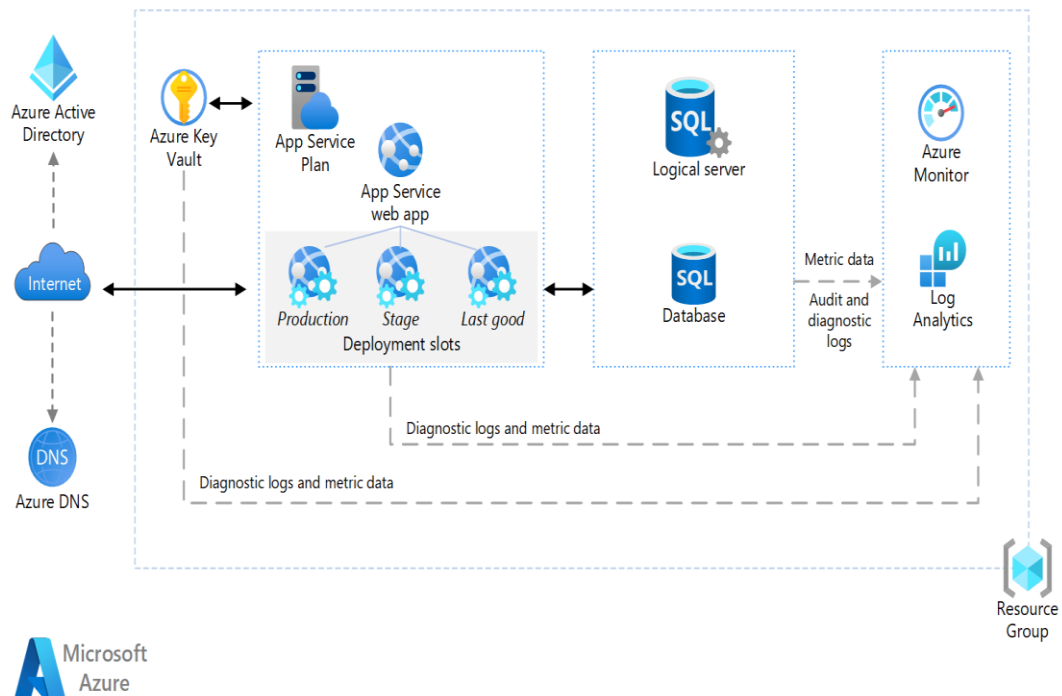 Azure Active
Directory
Internet
DNS
Azure DNS
Azure Key
Vault
App Service
Plan
App Service
web app
Production
Stage
Last good
Deployment slots
SQL
Logical server
SQL
Database
Metric data
Audit and
diagnostic
logs
Azure
Monitor
Log
Analytics
Diagnostic logs and metric data
Diagnostic logs and metric data
Resource
Group
Microsoft
Azure